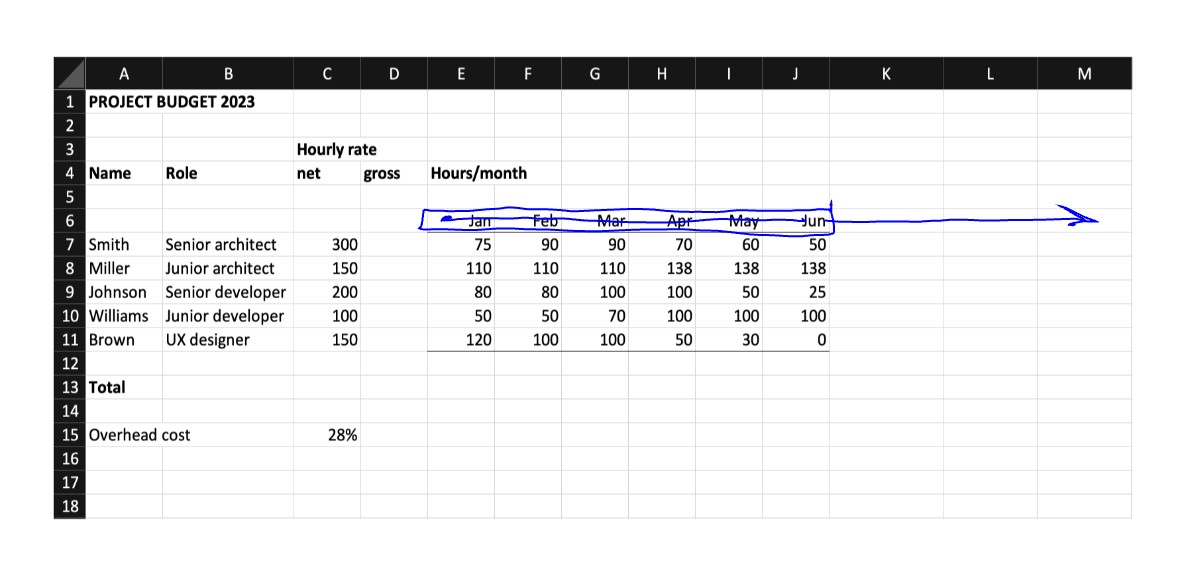 A B C D E F G H I J K L M
1 PROJECT BUDGET 2023
2
3 Hourly rate
4 Name Role net gross Hours/month
5
6 Jan Feb Mar Apr May Jun
7 Smith Senior architect 300 75 90 90 70 60 50
8 Miller Junior architect 150 110 110 110 138 138 138
9 Johnson Senior developer 200 80 80 100 100 50 25
10 Williams Junior developer 100 50 50 70 100 100 100
11 Brown UX designer 150 120 100 100 50 30 0
12
13 Total
14
15 Overhead cost 28%
16
17
18